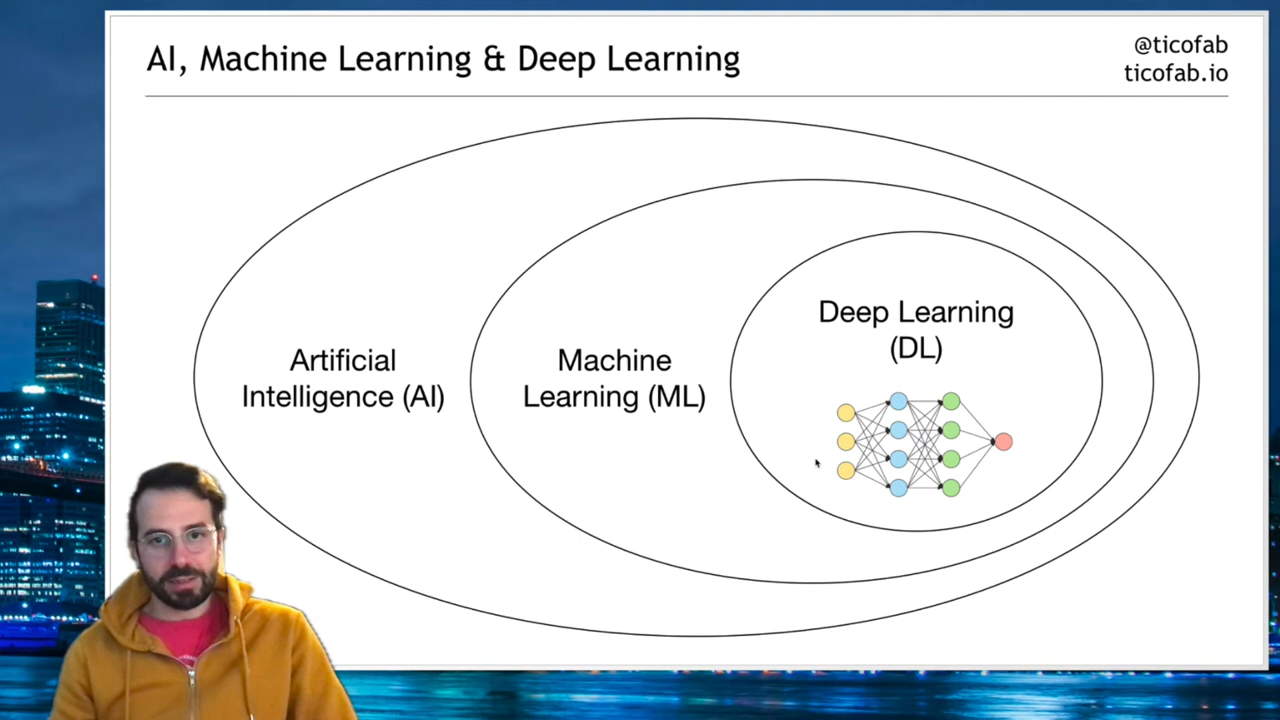 AI, Machine Learning & Deep Learning
@ticofab
ticofab.io
Artificial
Intelligence (AI)
Machine
Learning (ML)
Deep Learning
(DL)